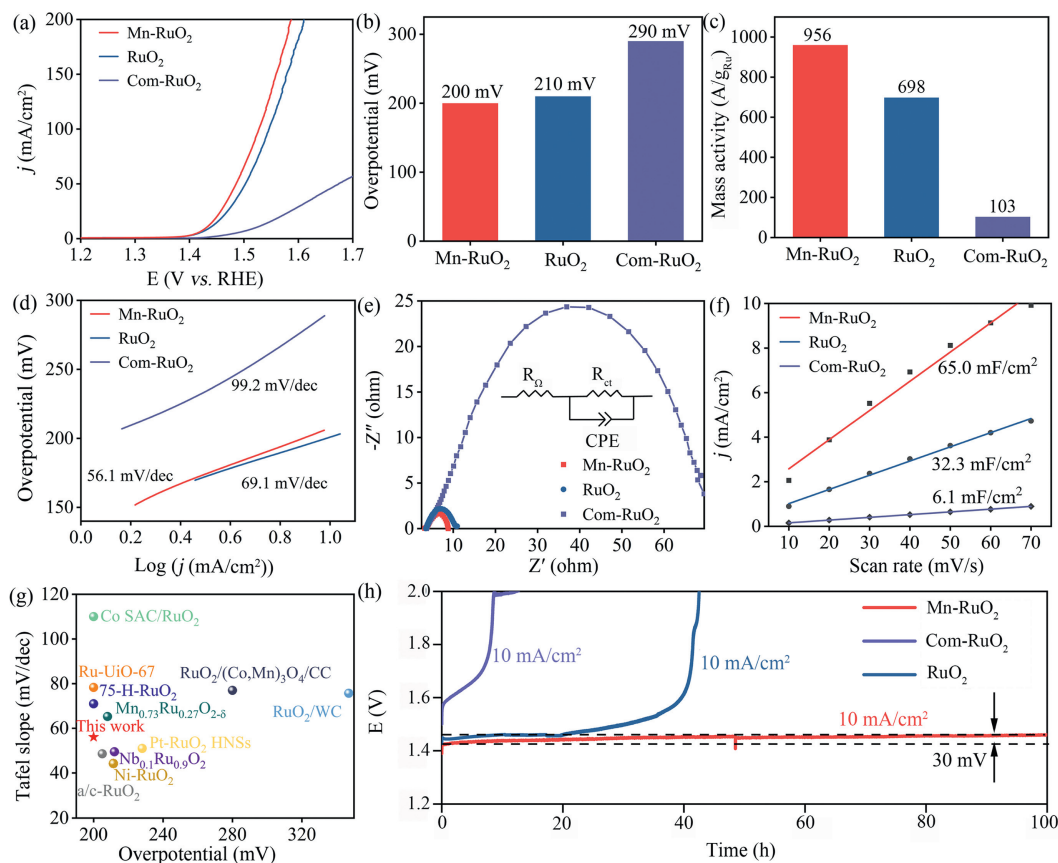 (a)
200
150
100
50
0
j (mA/cm²)
Mn-RuO₂
RuO₂
Com-RuO₂
1.2 1.3 1.4 1.5 1.6 1.7
E (V vs. RHE)
(b)
300
200
100
0
Overpotential (mV)
200 mV
210 mV
290 mV
Mn-RuO₂ RuO₂ Com-RuO₂
(c)
1000
800
600
400
200
0
Mass activity (A/g_Ru)
956
698
103
Mn-RuO₂ RuO₂ Com-RuO₂
(d)
300
250
200
150
Overpotential (mV)
Mn-RuO₂
RuO₂
Com-RuO₂
99.2 mV/dec
56.1 mV/dec
69.1 mV/dec
0.0 0.2 0.4 0.6 0.8 1.0
Log (j (mA/cm²))
(e)
25
20
15
10
5
0
-Z″ (ohm)
R_Ω
R_ct
CPE
Mn-RuO₂
RuO₂
Com-RuO₂
0 10 20 30 40 50 60
Z′ (ohm)
(f)
10
8
6
4
2
0
j (mA/cm²)
Mn-RuO₂
RuO₂
Com-RuO₂
65.0 mF/cm²
32.3 mF/cm²
6.1 mF/cm²
10 20 30 40 50 60 70
Scan rate (mV/s)
(g)
120
100
80
60
40
20
Tafel slope (mV/dec)
Co SAC/RuO₂
Ru-UiO-67
RuO₂/(Co,Mn)₃O₄/CC
75-H-RuO₂
RuO₂/WC
Mn₀.₇₃Ru₀.₂₇O₂₋δ
This work
Pt-RuO₂ HNSs
Nb₀.₁Ru₀.₉O₂
Ni-RuO₂
a/c-RuO₂
200 240 280 320
Overpotential (mV)
(h)
2.0
1.8
1.6
1.4
1.2
E (V)
Mn-RuO₂
Com-RuO₂
RuO₂
10 mA/cm²
10 mA/cm²
10 mA/cm²
30 mV
0 20 40 60 80 100
Time (h)